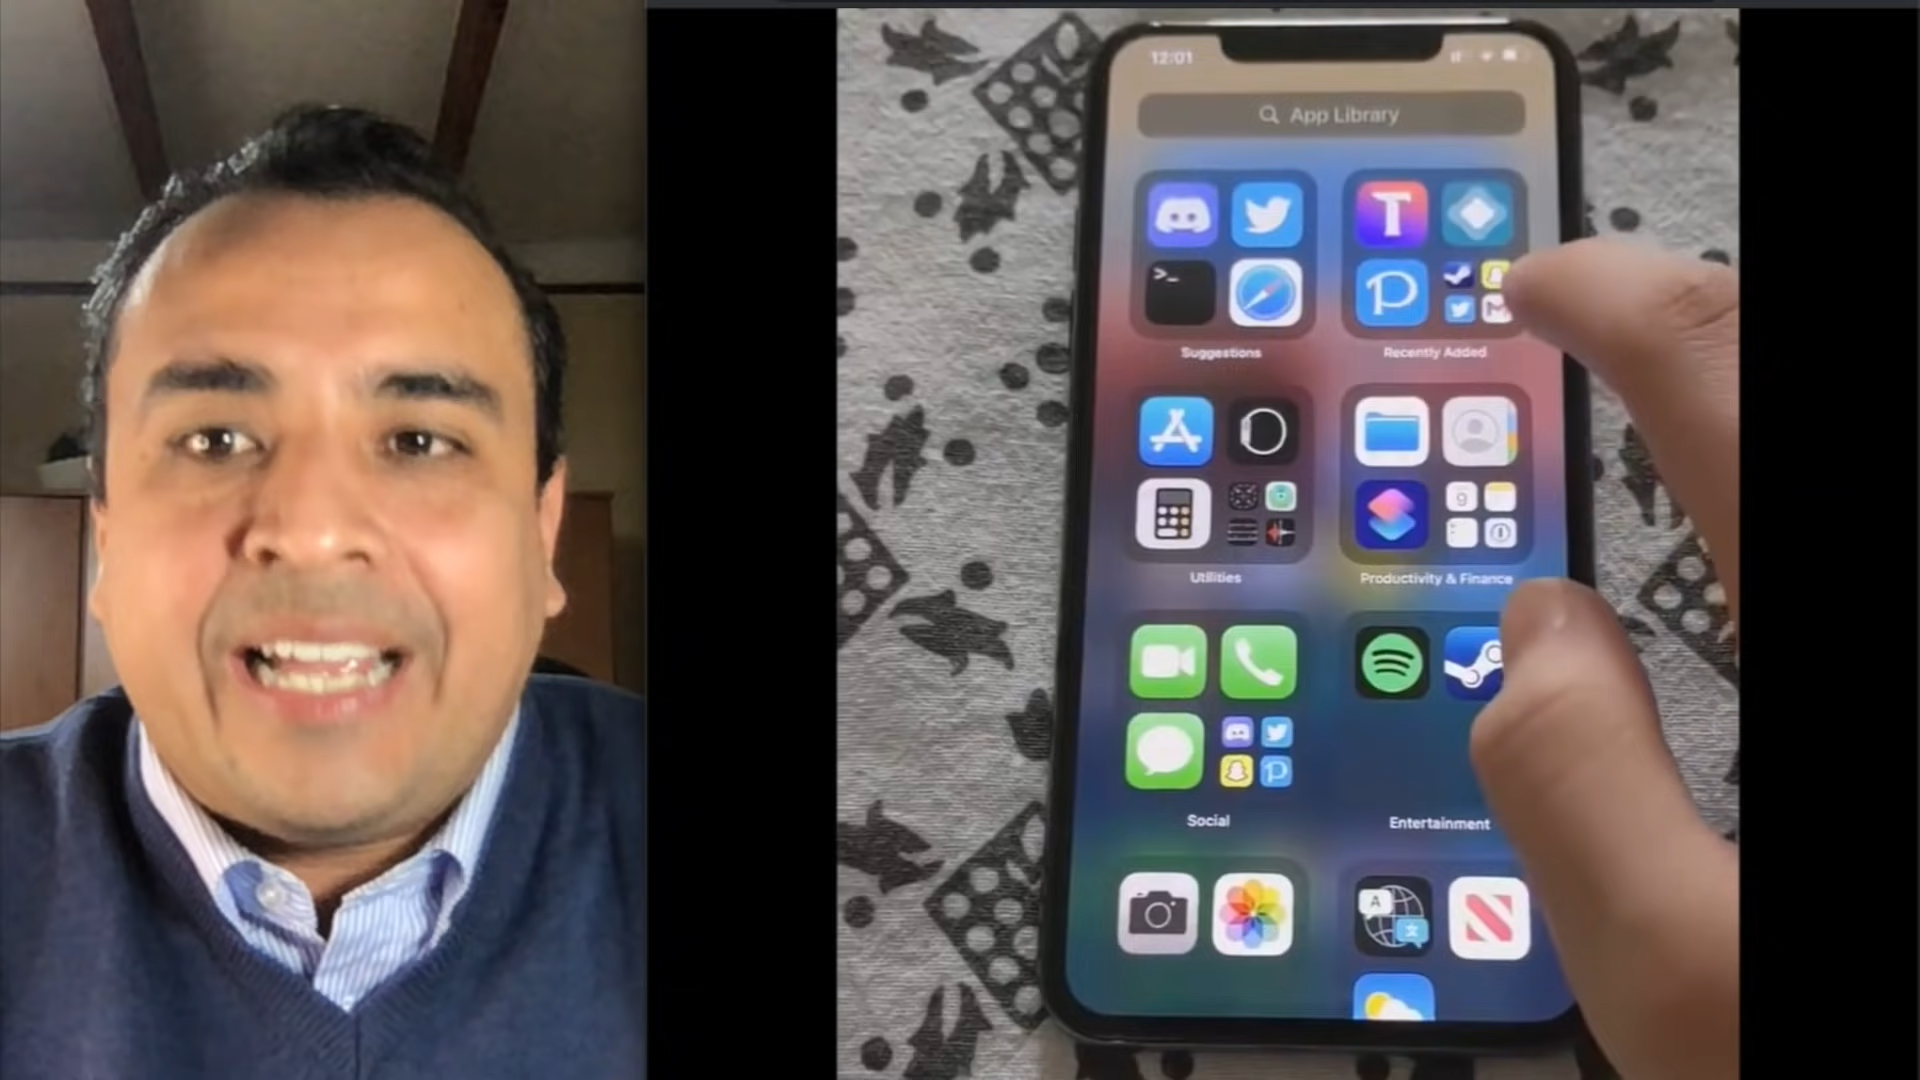 12:01
App Library
Suggestions
Recently Added
Utilities
Productivity & Finance
Social
Entertainment